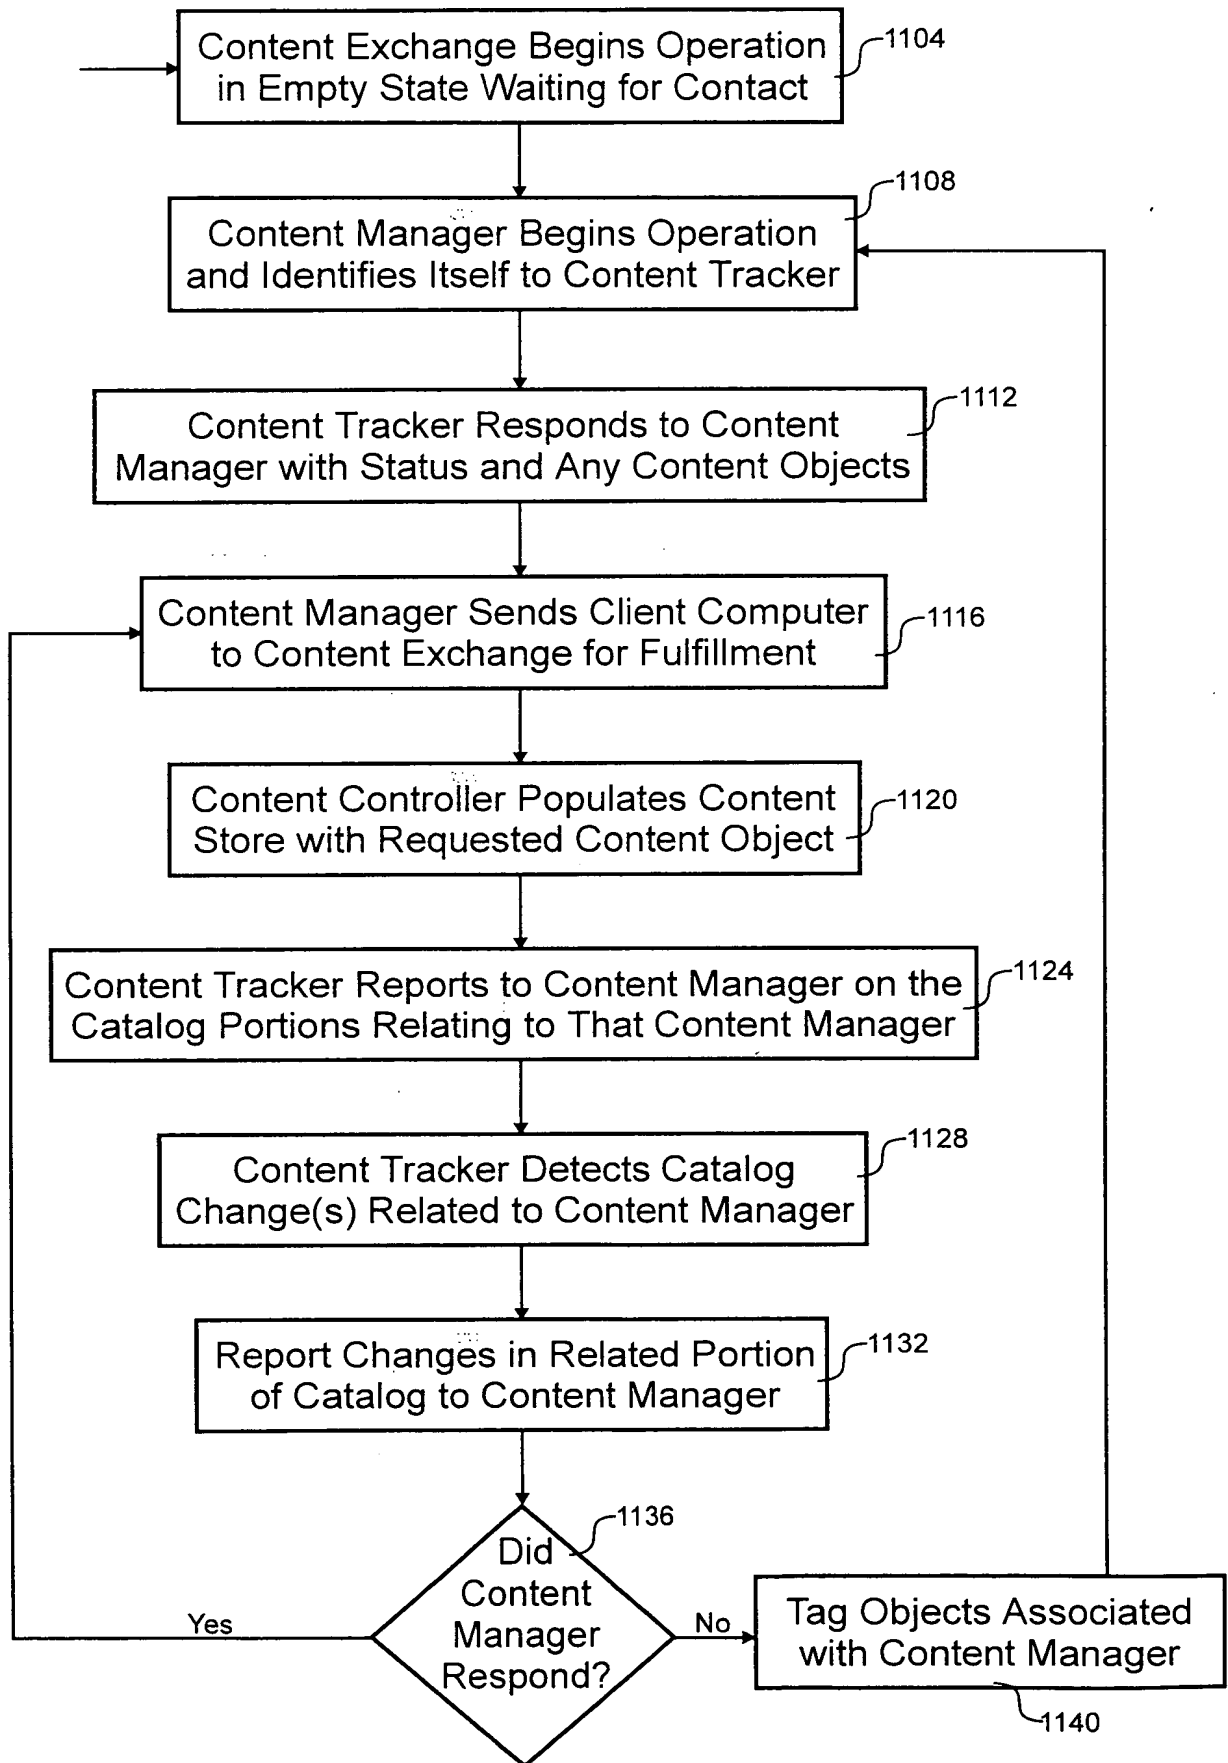 Content Exchange Begins Operation
in Empty State Waiting for Contact
1104
1108
Content Manager Begins Operation
and Identifies Itself to Content Tracker
1112
Content Tracker Responds to Content
Manager with Status and Any Content Objects
Content Manager Sends Client Computer
to Content Exchange for Fulfillment
1116
Content Controller Populates Content
Store with Requested Content Object
1120
Content Tracker Reports to Content Manager on the
Catalog Portions Relating to That Content Manager
1124
Content Tracker Detects Catalog
Change(s) Related to Content Manager
1128
Report Changes in Related Portion
of Catalog to Content Manager
1132
1136
Did
Content
Manager
Respond?
Yes
No
Tag Objects Associated
with Content Manager
1140